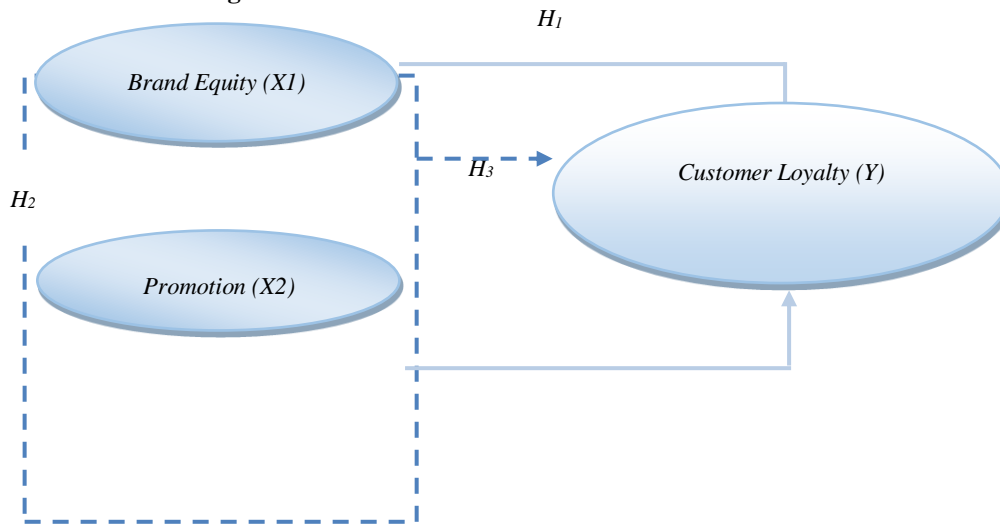 H1
Brand Equity (X1)
H3
Customer Loyalty (Y)
H2
Promotion (X2)